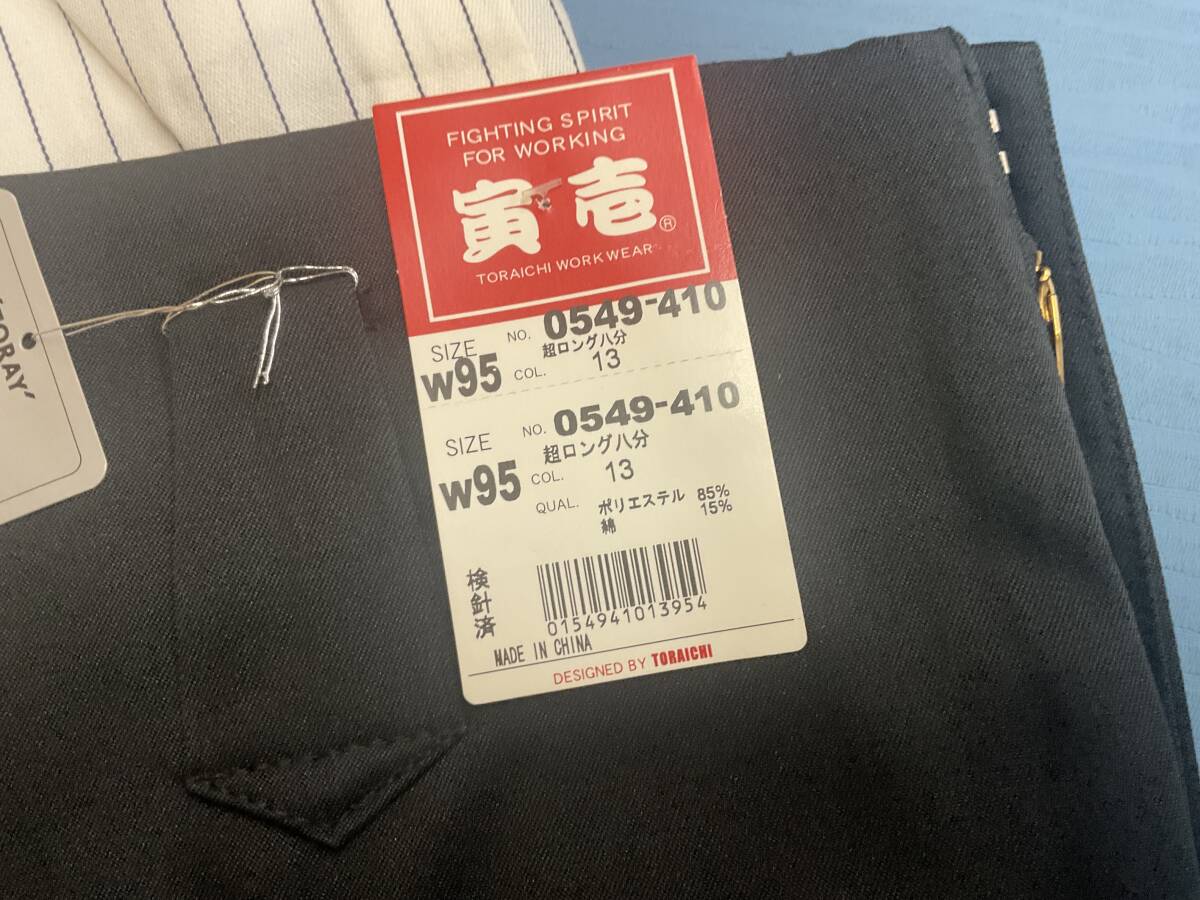 FIGHTING SPIRIT
FOR WORKING
寅壱®
TORAICHI WORKWEAR
SIZE NO. 0549-410
超ロング八分
W95 COL. 13
SIZE NO. 0549-410
超ロング八分
W95 COL. 13
QUAL. ポリエステル 85%
綿 15%
検針済
0154941013954
MADE IN CHINA
DESIGNED BY TORAICHI
'TORAY'